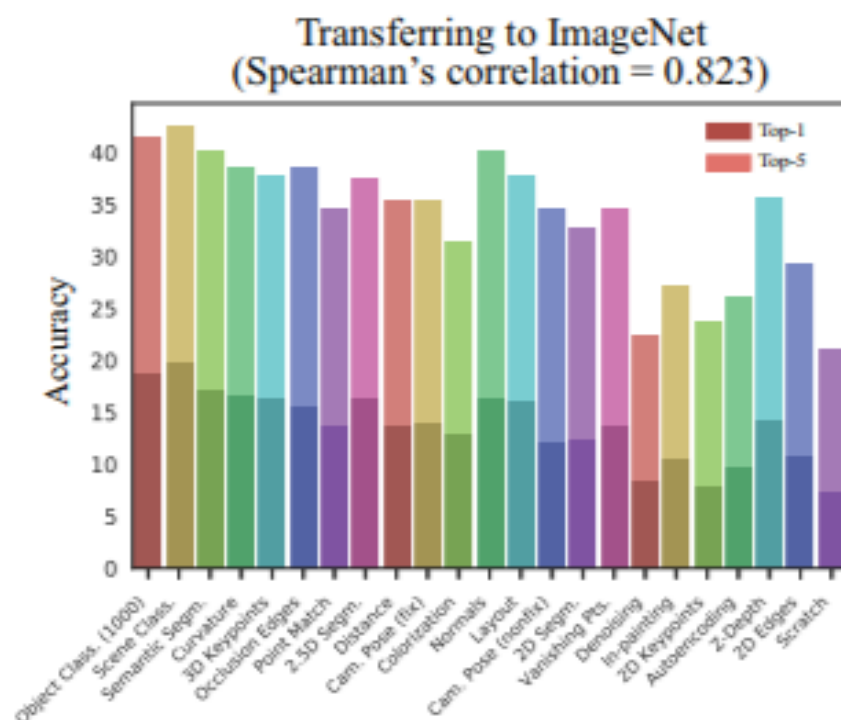 Transferring to ImageNet
(Spearman's correlation = 0.823)
Top-1
Top-5
Accuracy
40
35
30
25
20
15
10
5
0
Object Class. (1000)
Scene Class.
Semantic Segm.
Curvature
3D Keypoints
Occlusion Edges
Point Match
2.5D Segm.
Distance
Cam. Pose (fix)
Colorization
Normals
Layout
Cam. Pose (nonfix)
2D Segm.
Vanishing Pts.
Denoising
In-painting
2D Keypoints
Autoencoding
Z-Depth
2D Edges
Scratch